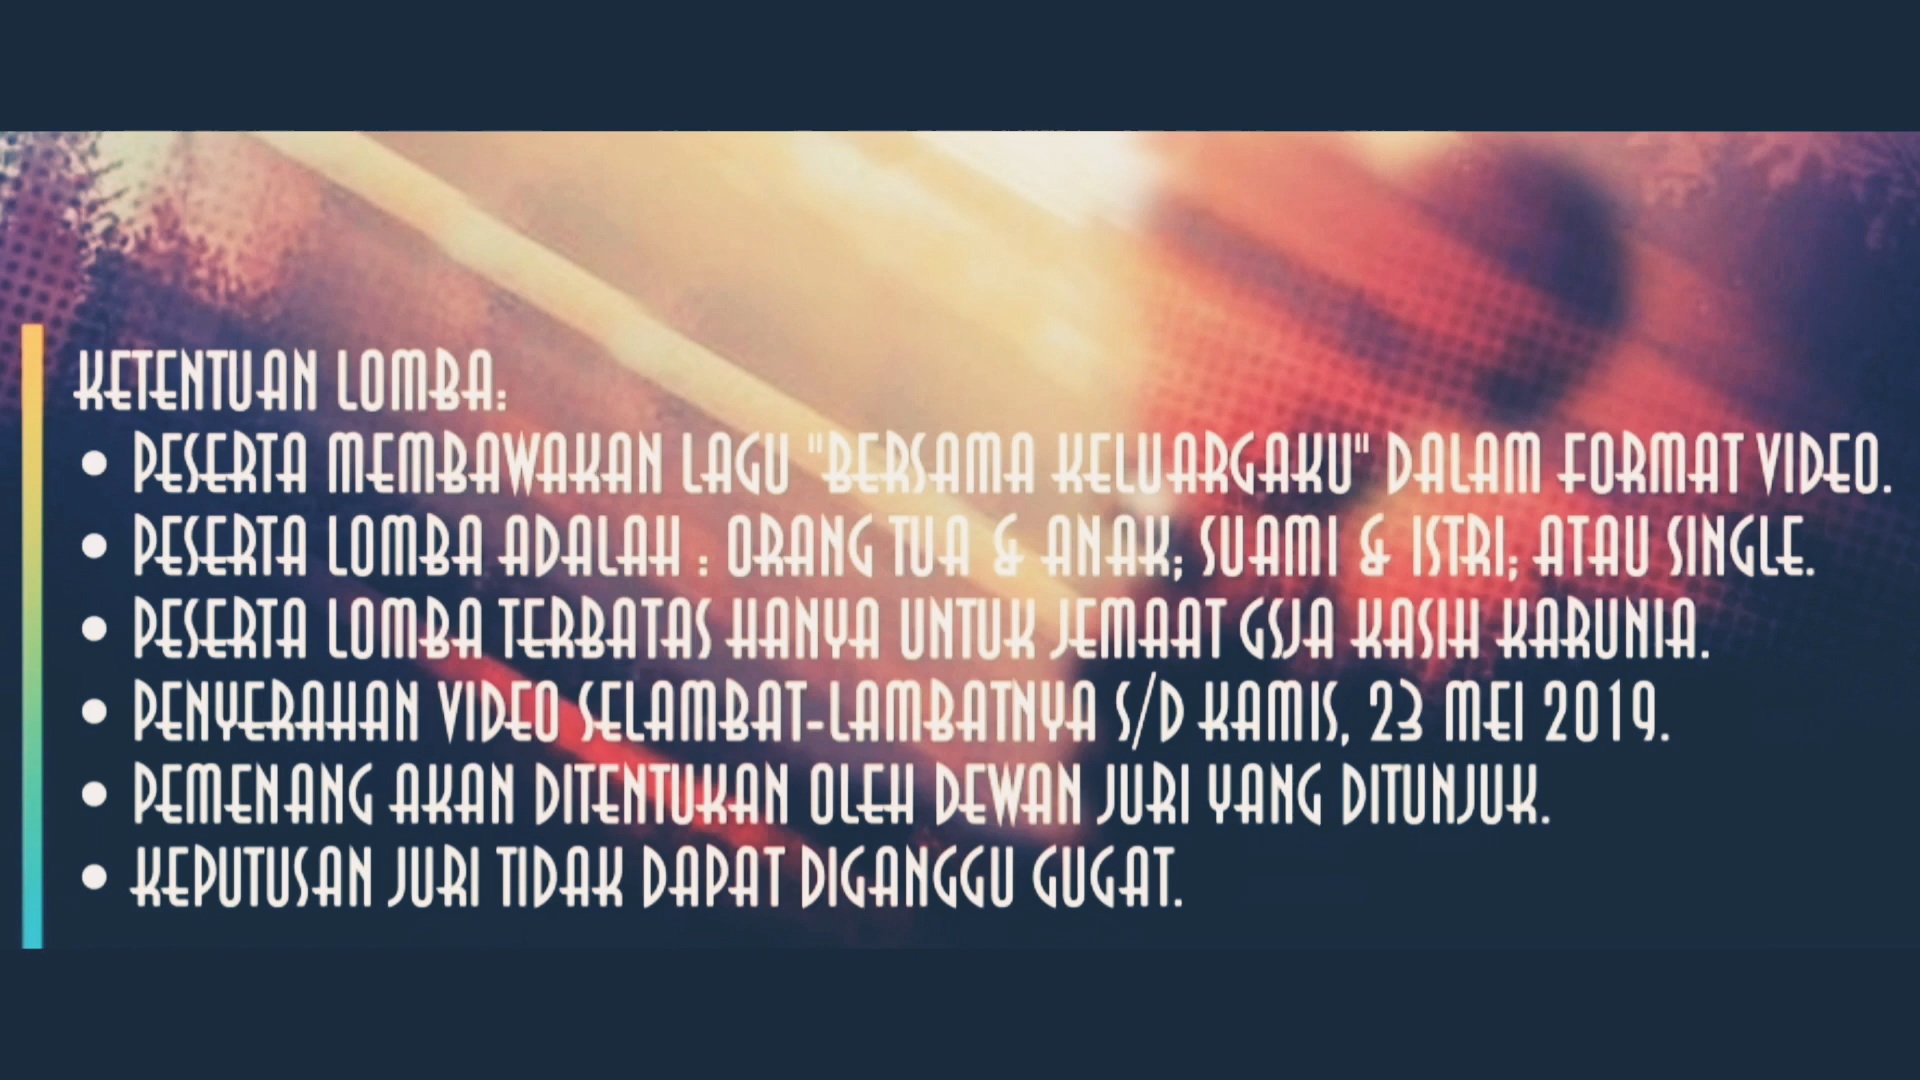 KETENTUAN LOMBA:
• PESERTA MEMBAWAKAN LAGU "BERSAMA KELUARGAKU" DALAM FORMAT VIDEO.
• PESERTA LOMBA ADALAH : ORANG TUA & ANAK; SUAMI & ISTRI; ATAU SINGLE.
• PESERTA LOMBA TERBATAS HANYA UNTUK JEMAAT GSJA KASIH KARUNIA.
• PENYERAHAN VIDEO SELAMBAT-LAMBATNYA S/D KAMIS, 23 MEI 2019.
• PEMENANG AKAN DITENTUKAN OLEH DEWAN JURI YANG DITUNJUK.
• KEPUTUSAN JURI TIDAK DAPAT DIGANGGU GUGAT.